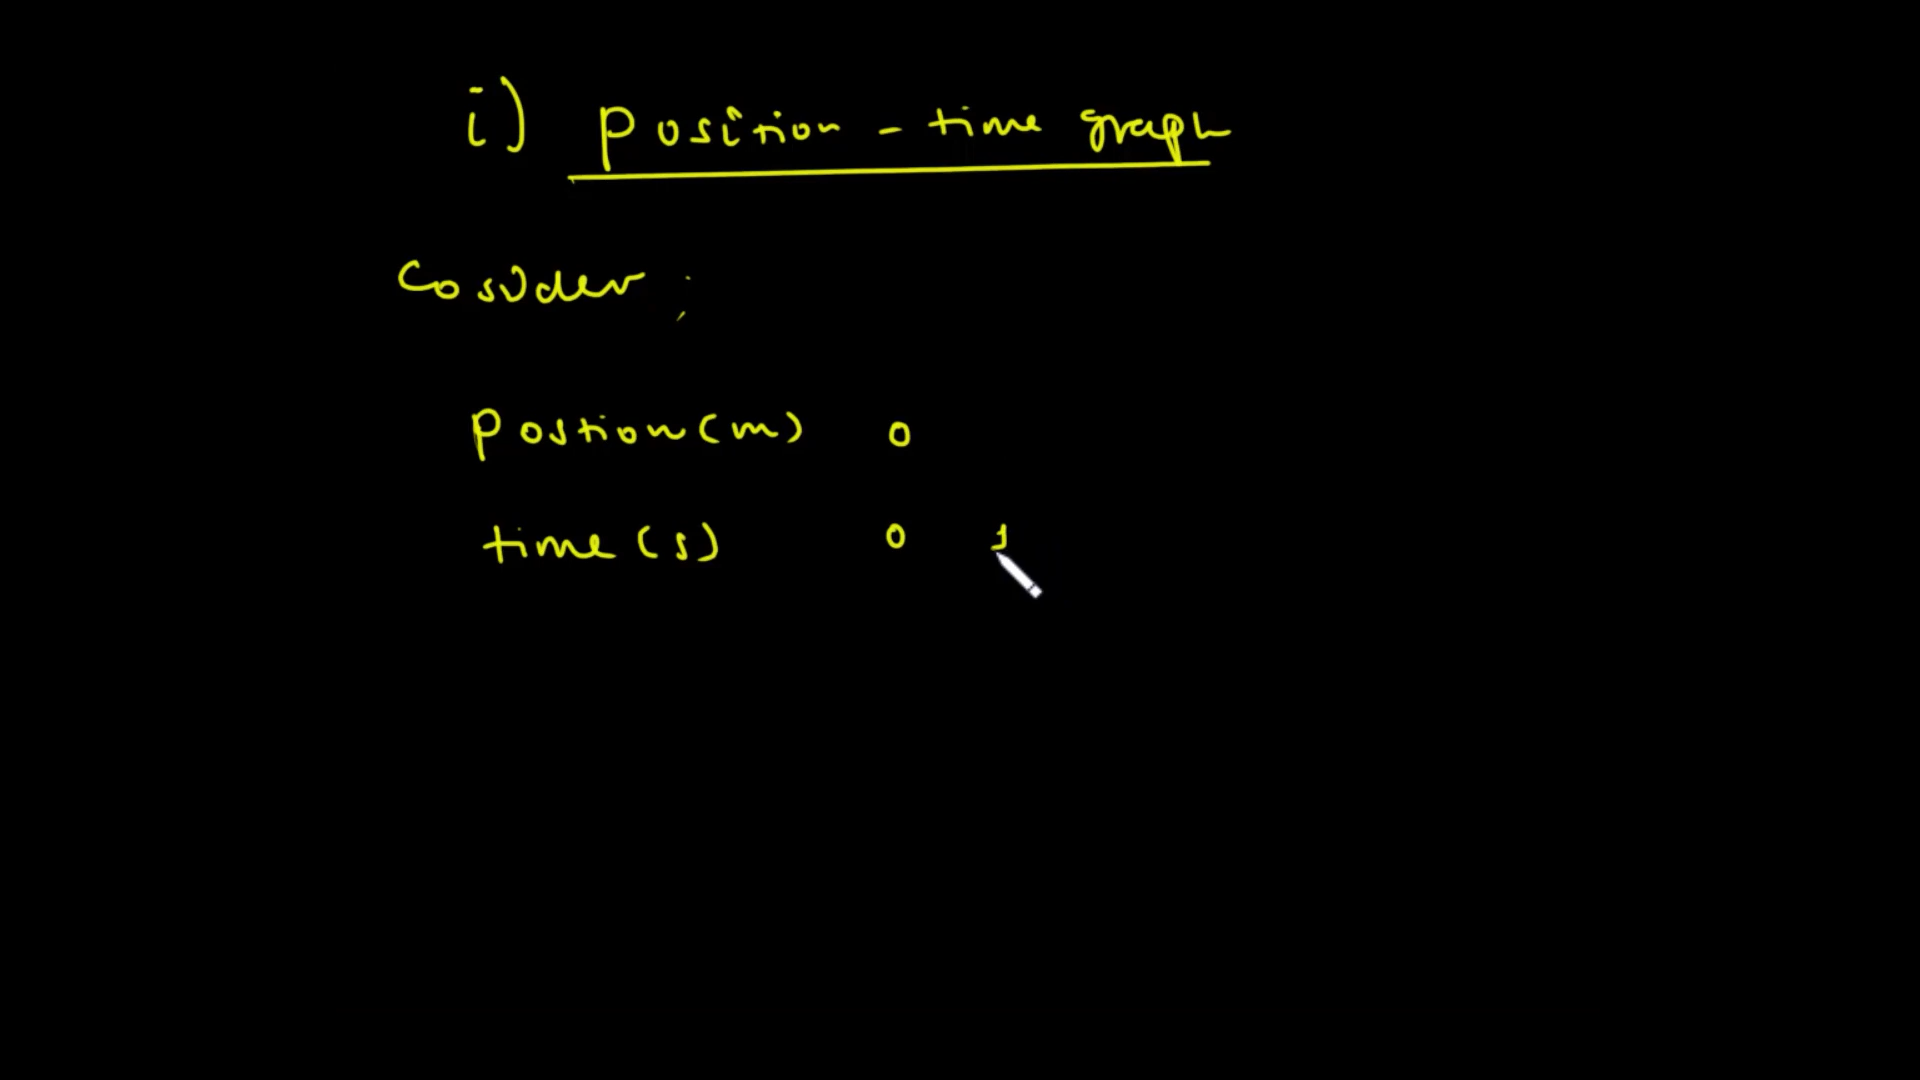 i) Position - time graph
Cosider ;
Postion(m) 0
time(s) 0 1